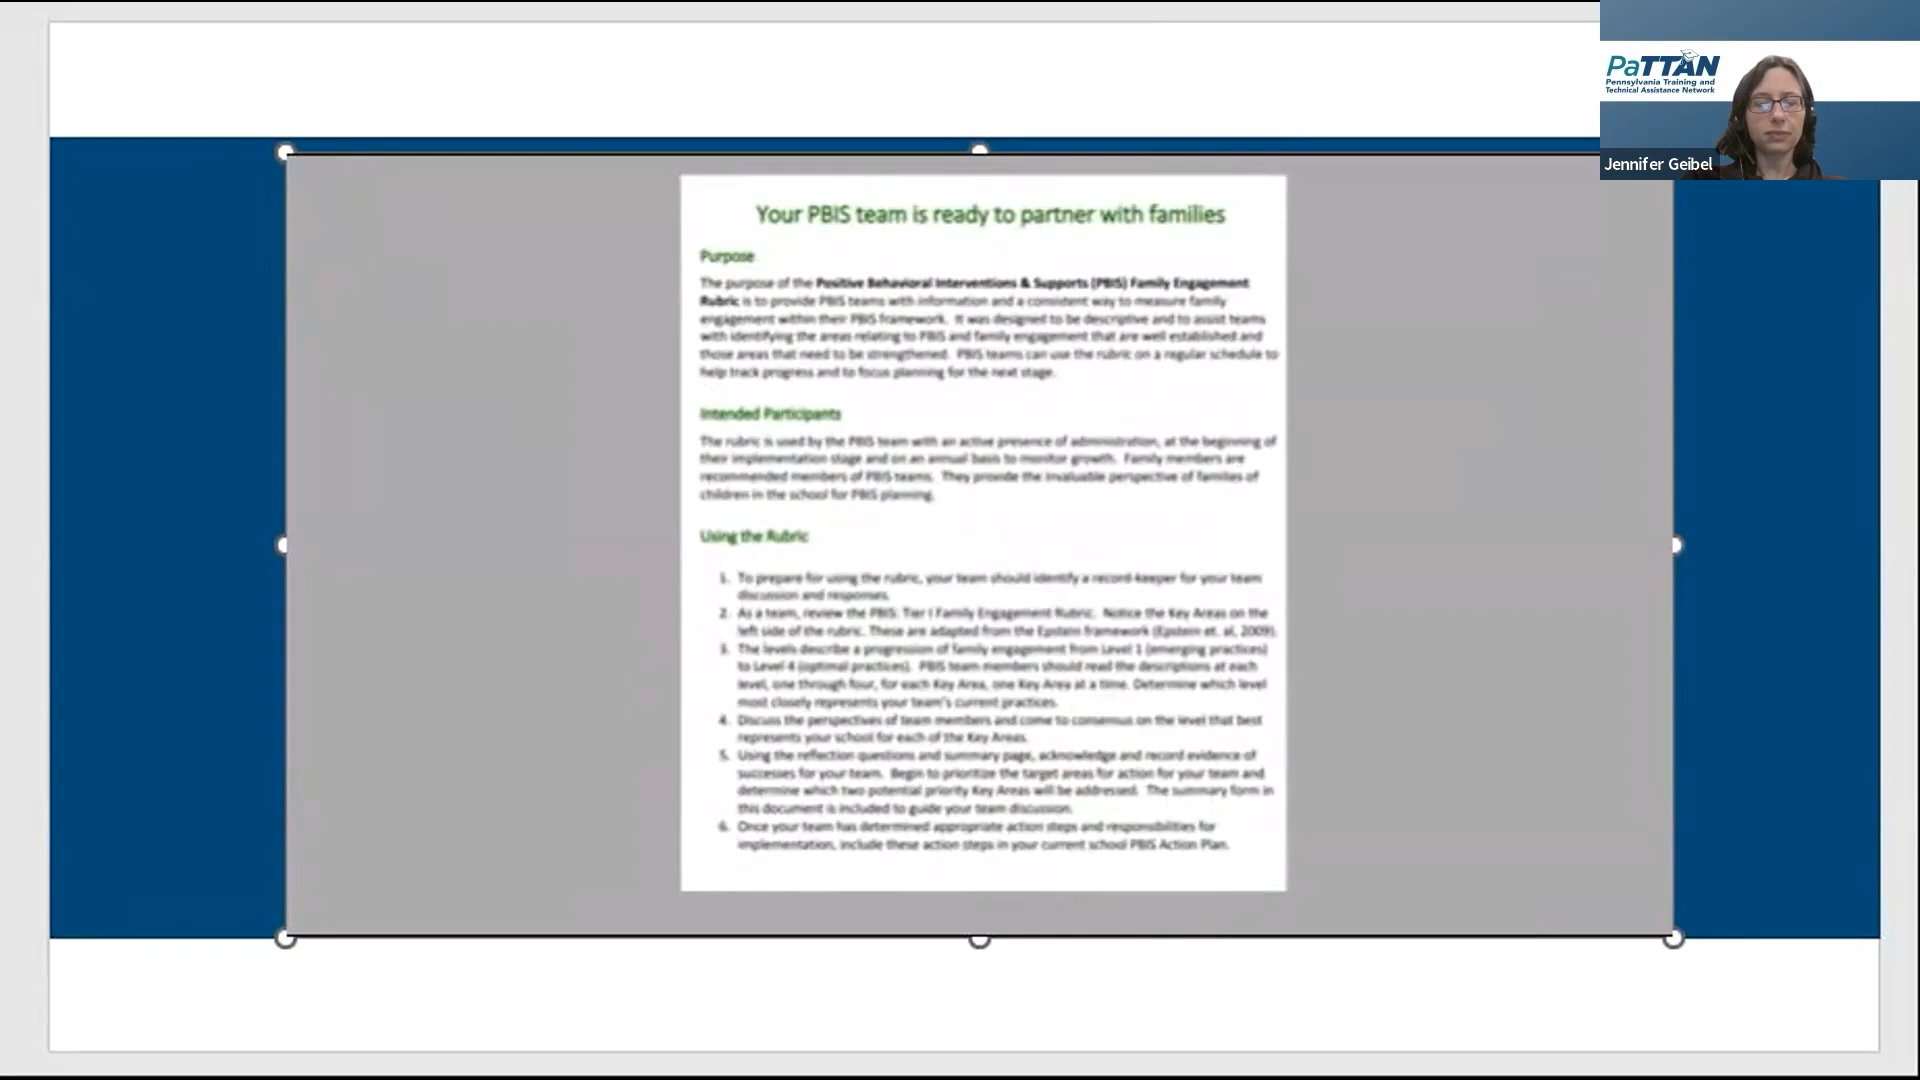 PaTTAN
Pennsylvania Training and
Technical Assistance Network
Jennifer Geibel
Your PBIS team is ready to partner with families
Purpose
The purpose of the Positive Behavioral Interventions & Supports (PBIS) Family Engagement
Rubric is to provide PBIS teams with information and a consistent way to measure family
engagement within their PBIS framework. It was designed to be descriptive and to assist teams
with identifying the areas relating to PBIS and family engagement that are well established and
those areas that need to be strengthened. PBIS teams can use the rubric on a regular schedule to
help track progress and to focus planning for the next stage.
Intended Participants
The rubric is used by the PBIS team with an active presence of administration, at the beginning of
their implementation stage and on an annual basis to monitor growth. Family members are
recommended members of PBIS teams. They provide the invaluable perspective of families of
children in the school for PBIS planning.
Using the Rubric
1. To prepare for using the rubric, your team should identify a record-keeper for your team
discussion and responses.
2. As a team, review the PBIS: Tier I Family Engagement Rubric. Notice the Key Areas on the
left side of the rubric. These are adapted from the Epstein framework (Epstein et. al, 2009).
3. The levels describe a progression of family engagement from Level 1 (emerging practices)
to Level 4 (optimal practices). PBIS team members should read the descriptions at each
level, one through four, for each Key Area, one Key Area at a time. Determine which level
most closely represents your team's current practices.
4. Discuss the perspectives of team members and come to consensus on the level that best
represents your school for each of the Key Areas.
5. Using the reflection questions and summary page, acknowledge and record evidence of
successes for your team. Begin to prioritize the target areas for action for your team and
determine which two potential priority Key Areas will be addressed. The summary form in
this document is included to guide your team discussion.
6. Once your team has determined appropriate action steps and responsibilities for
implementation, include these action steps in your current school PBIS Action Plan.